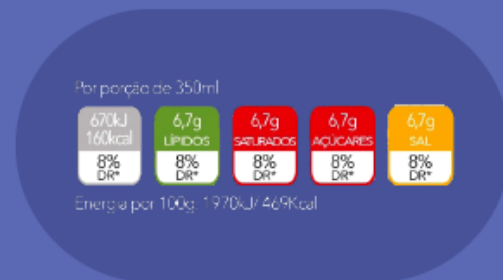 Por porção de 350ml
670kJ 6,7g 6,7g 6,7g 6,7g
160kcal LÍPIDOS SATURADOS AÇÚCARES SAL
8% 8% 8% 8% 8%
DR* DR* DR* DR* DR*
Energia por 100g: 1970kJ/ 469Kcal